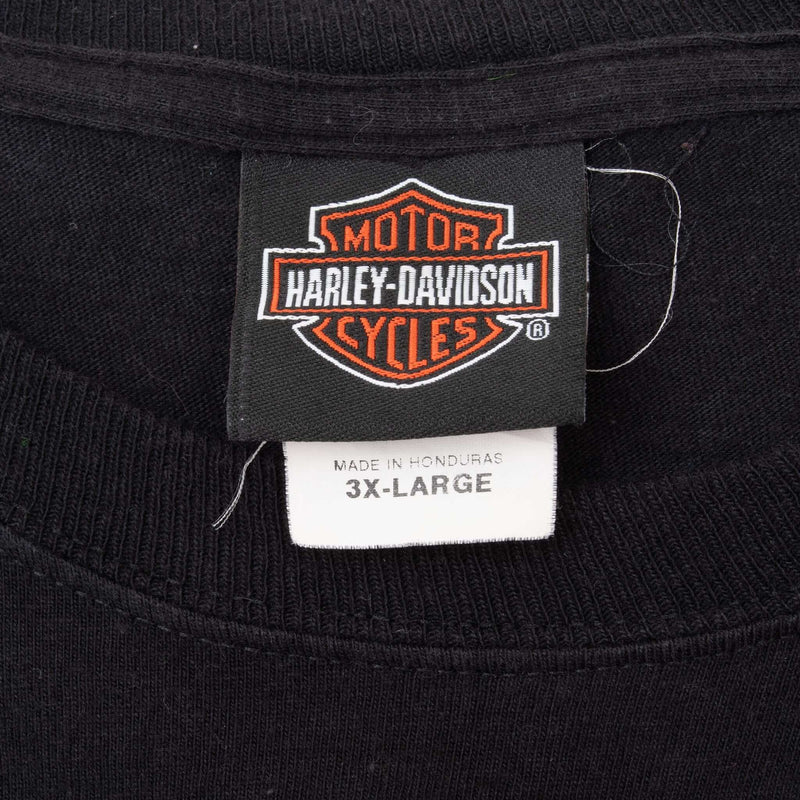 MOTOR
HARLEY-DAVIDSON
CYCLES
®
MADE IN HONDURAS
3X-LARGE